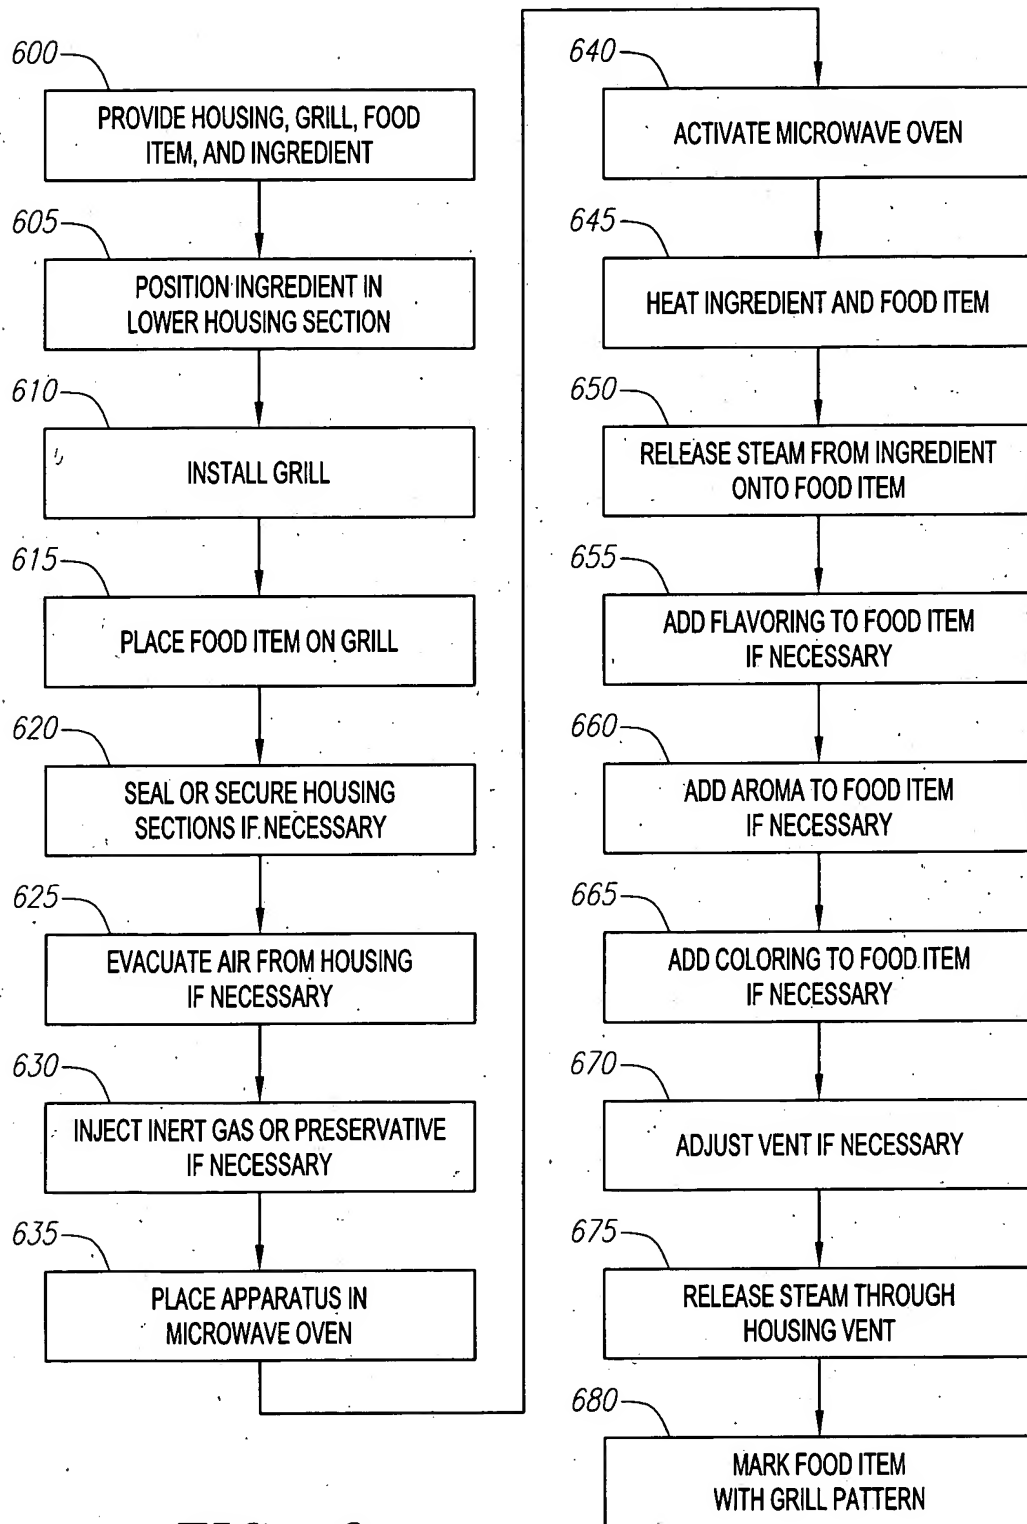 600
PROVIDE HOUSING, GRILL, FOOD
ITEM, AND INGREDIENT
605
POSITION INGREDIENT IN
LOWER HOUSING SECTION
610
INSTALL GRILL
615
PLACE FOOD ITEM ON GRILL
620
SEAL OR SECURE HOUSING
SECTIONS IF NECESSARY
625
EVACUATE AIR FROM HOUSING
IF NECESSARY
630
INJECT INERT GAS OR PRESERVATIVE
IF NECESSARY
635
PLACE APPARATUS IN
MICROWAVE OVEN
640
ACTIVATE MICROWAVE OVEN
645
HEAT INGREDIENT AND FOOD ITEM
650
RELEASE STEAM FROM INGREDIENT
ONTO FOOD ITEM
655
ADD FLAVORING TO FOOD ITEM
IF NECESSARY
660
ADD AROMA TO FOOD ITEM
IF NECESSARY
665
ADD COLORING TO FOOD ITEM
IF NECESSARY
670
ADJUST VENT IF NECESSARY
675
RELEASE STEAM THROUGH
HOUSING VENT
680
MARK FOOD ITEM
WITH GRILL PATTERN